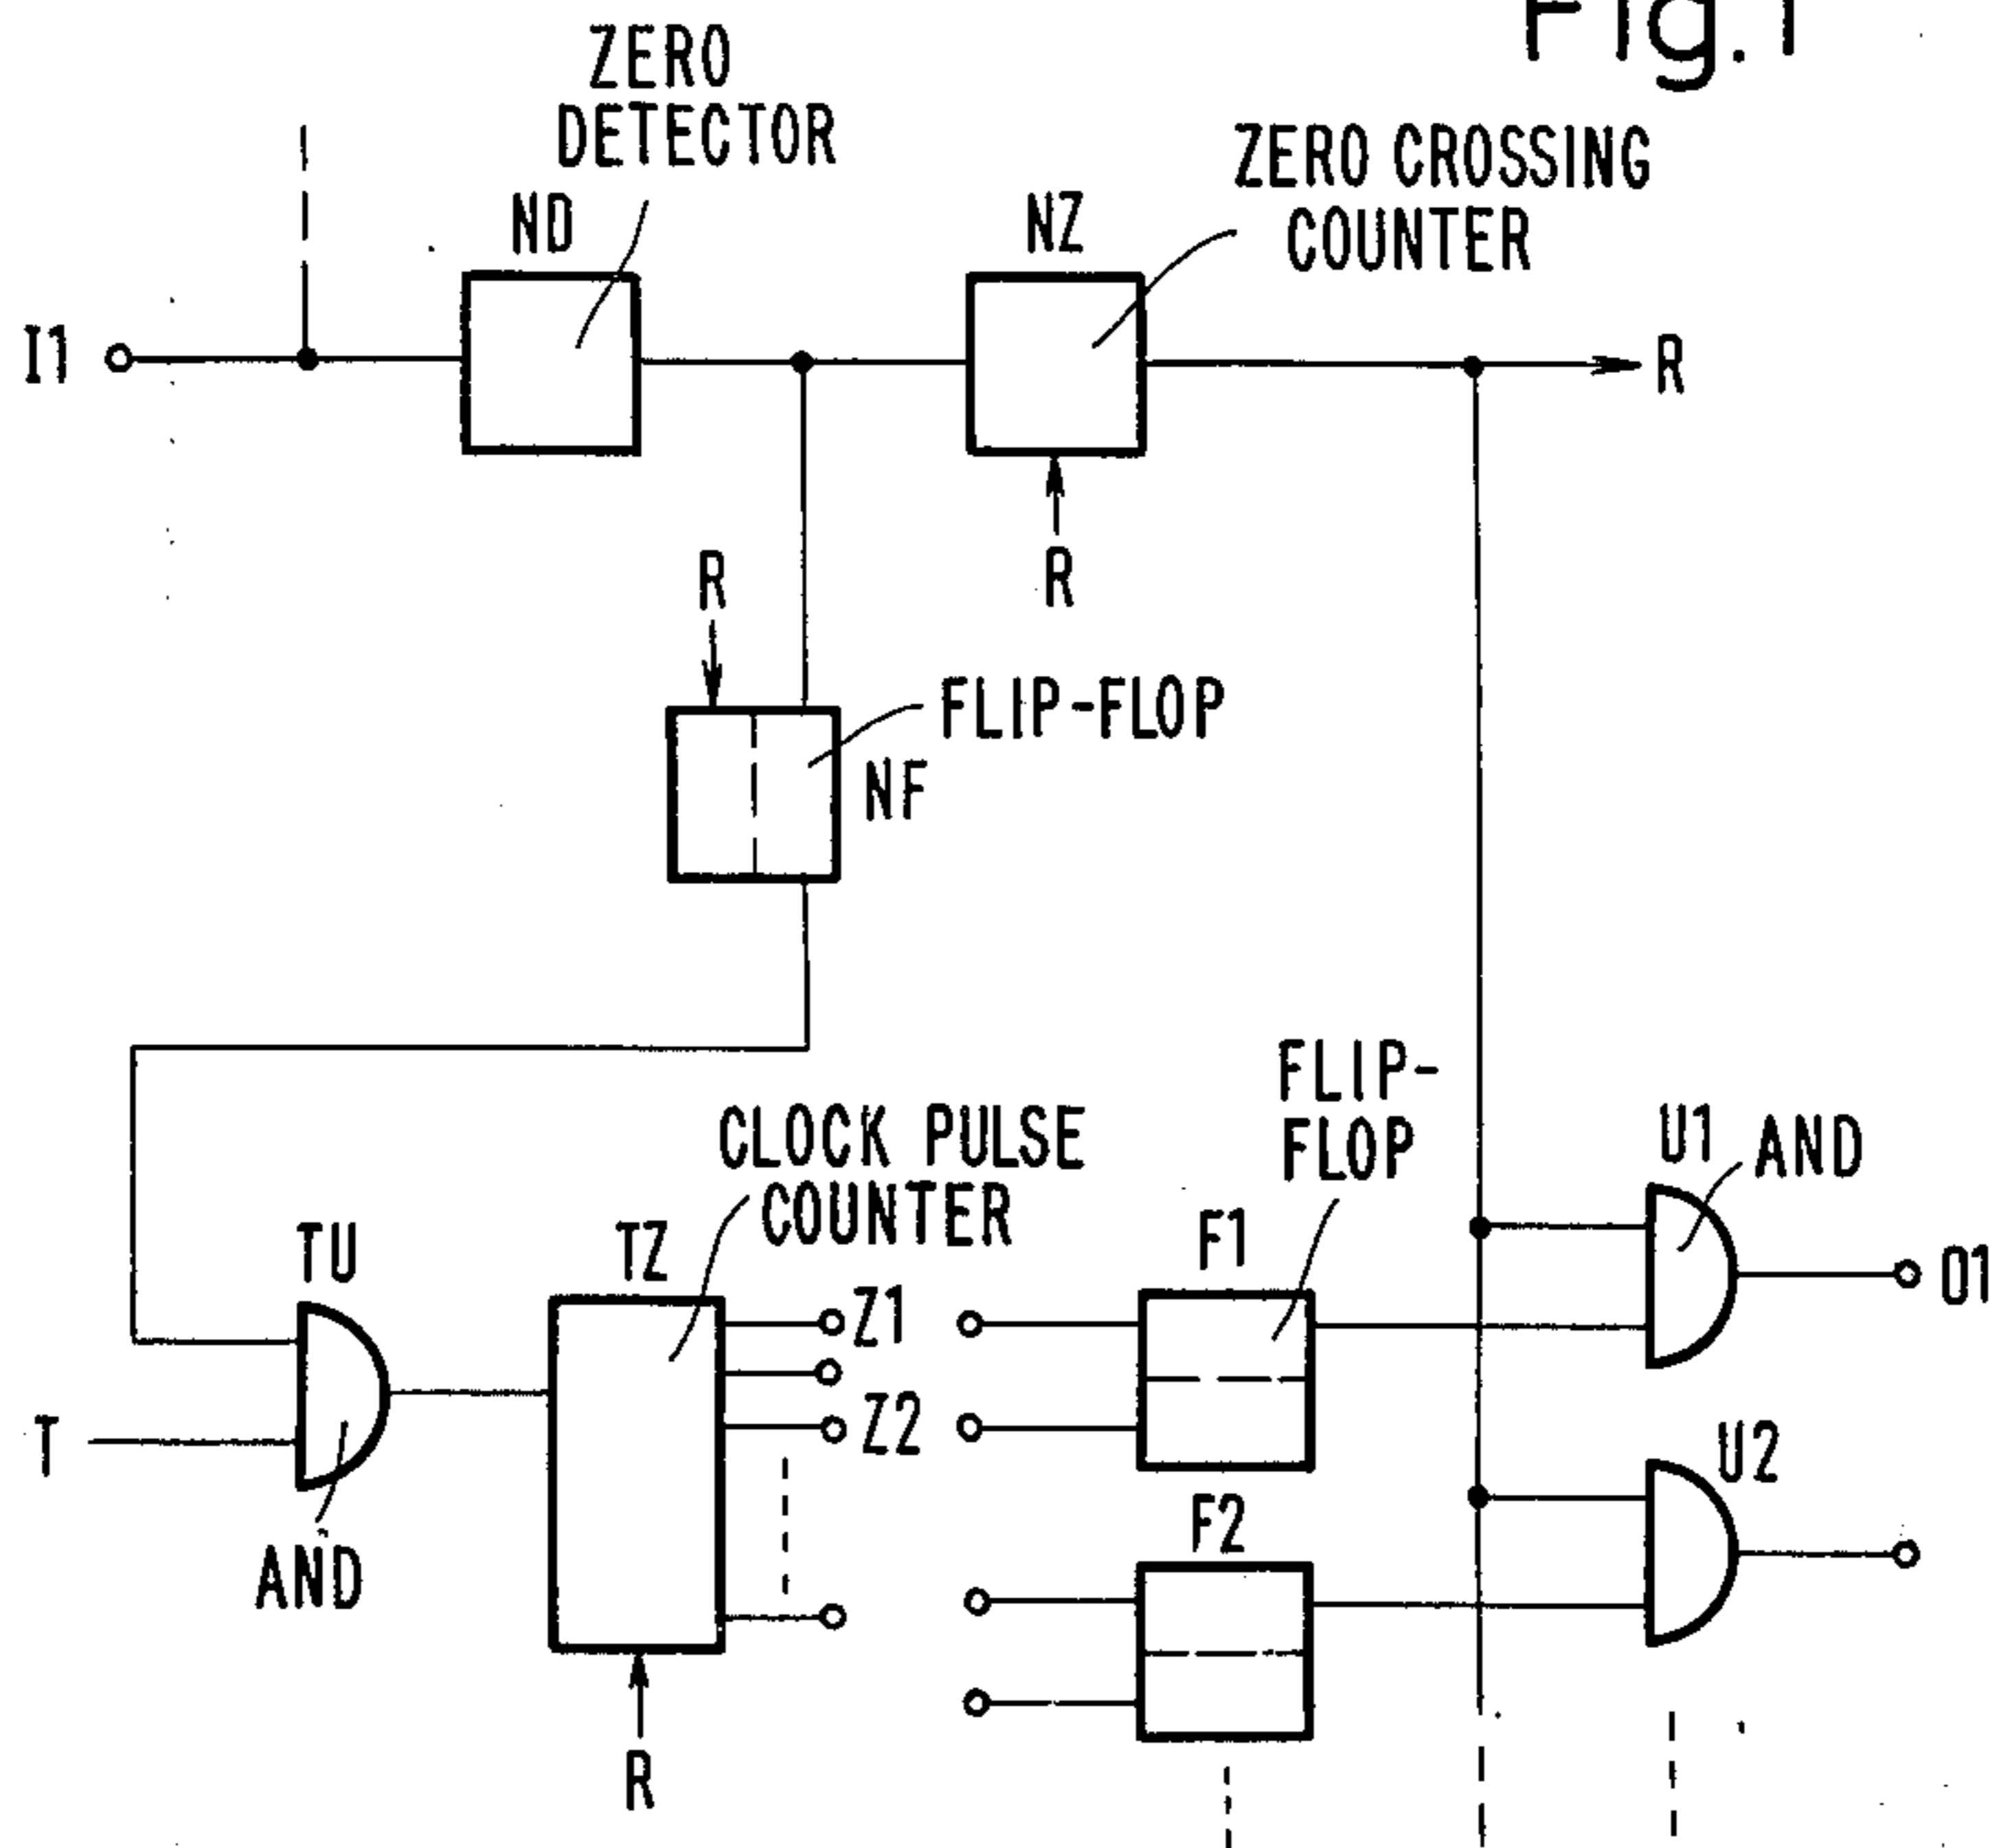 Fig.1
ZERO
DETECTOR
ZERO CROSSING
COUNTER
ND
NZ
I1
R
R
R
FLIP-FLOP
NF
FLIP-
FLOP
CLOCK PULSE
COUNTER
U1 AND
TU
TZ
F1
Z1
O1
T
Z2
U2
F2
AND
R